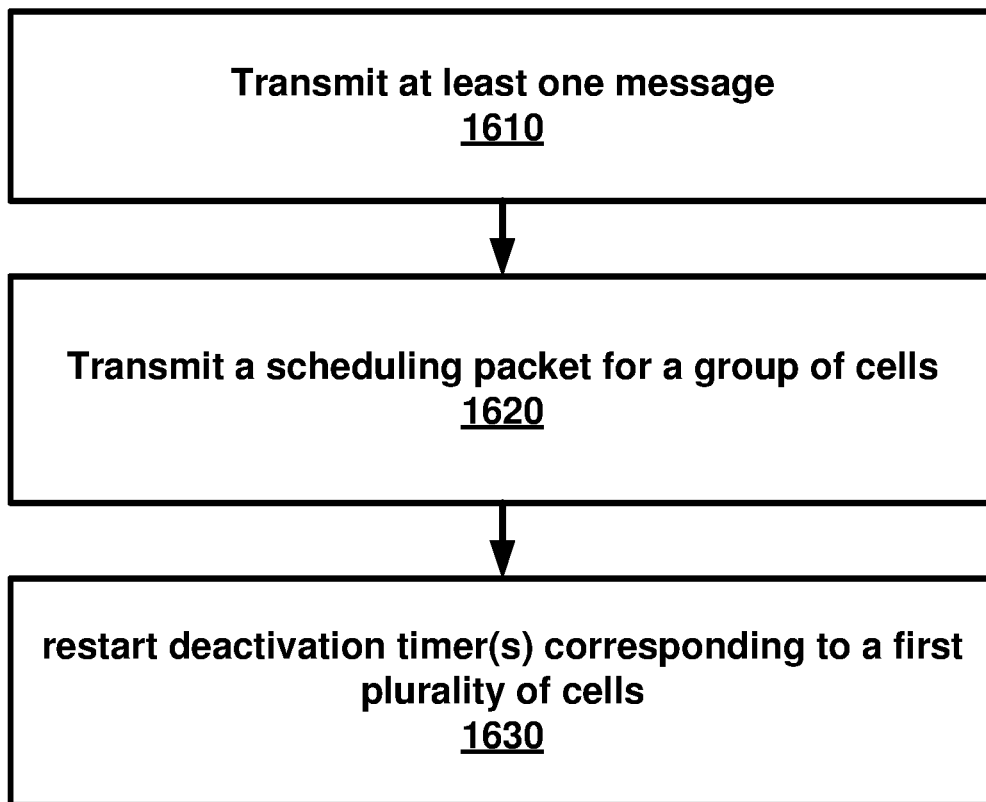 Transmit at least one message
1610
Transmit a scheduling packet for a group of cells
1620
restart deactivation timer(s) corresponding to a first
plurality of cells
1630